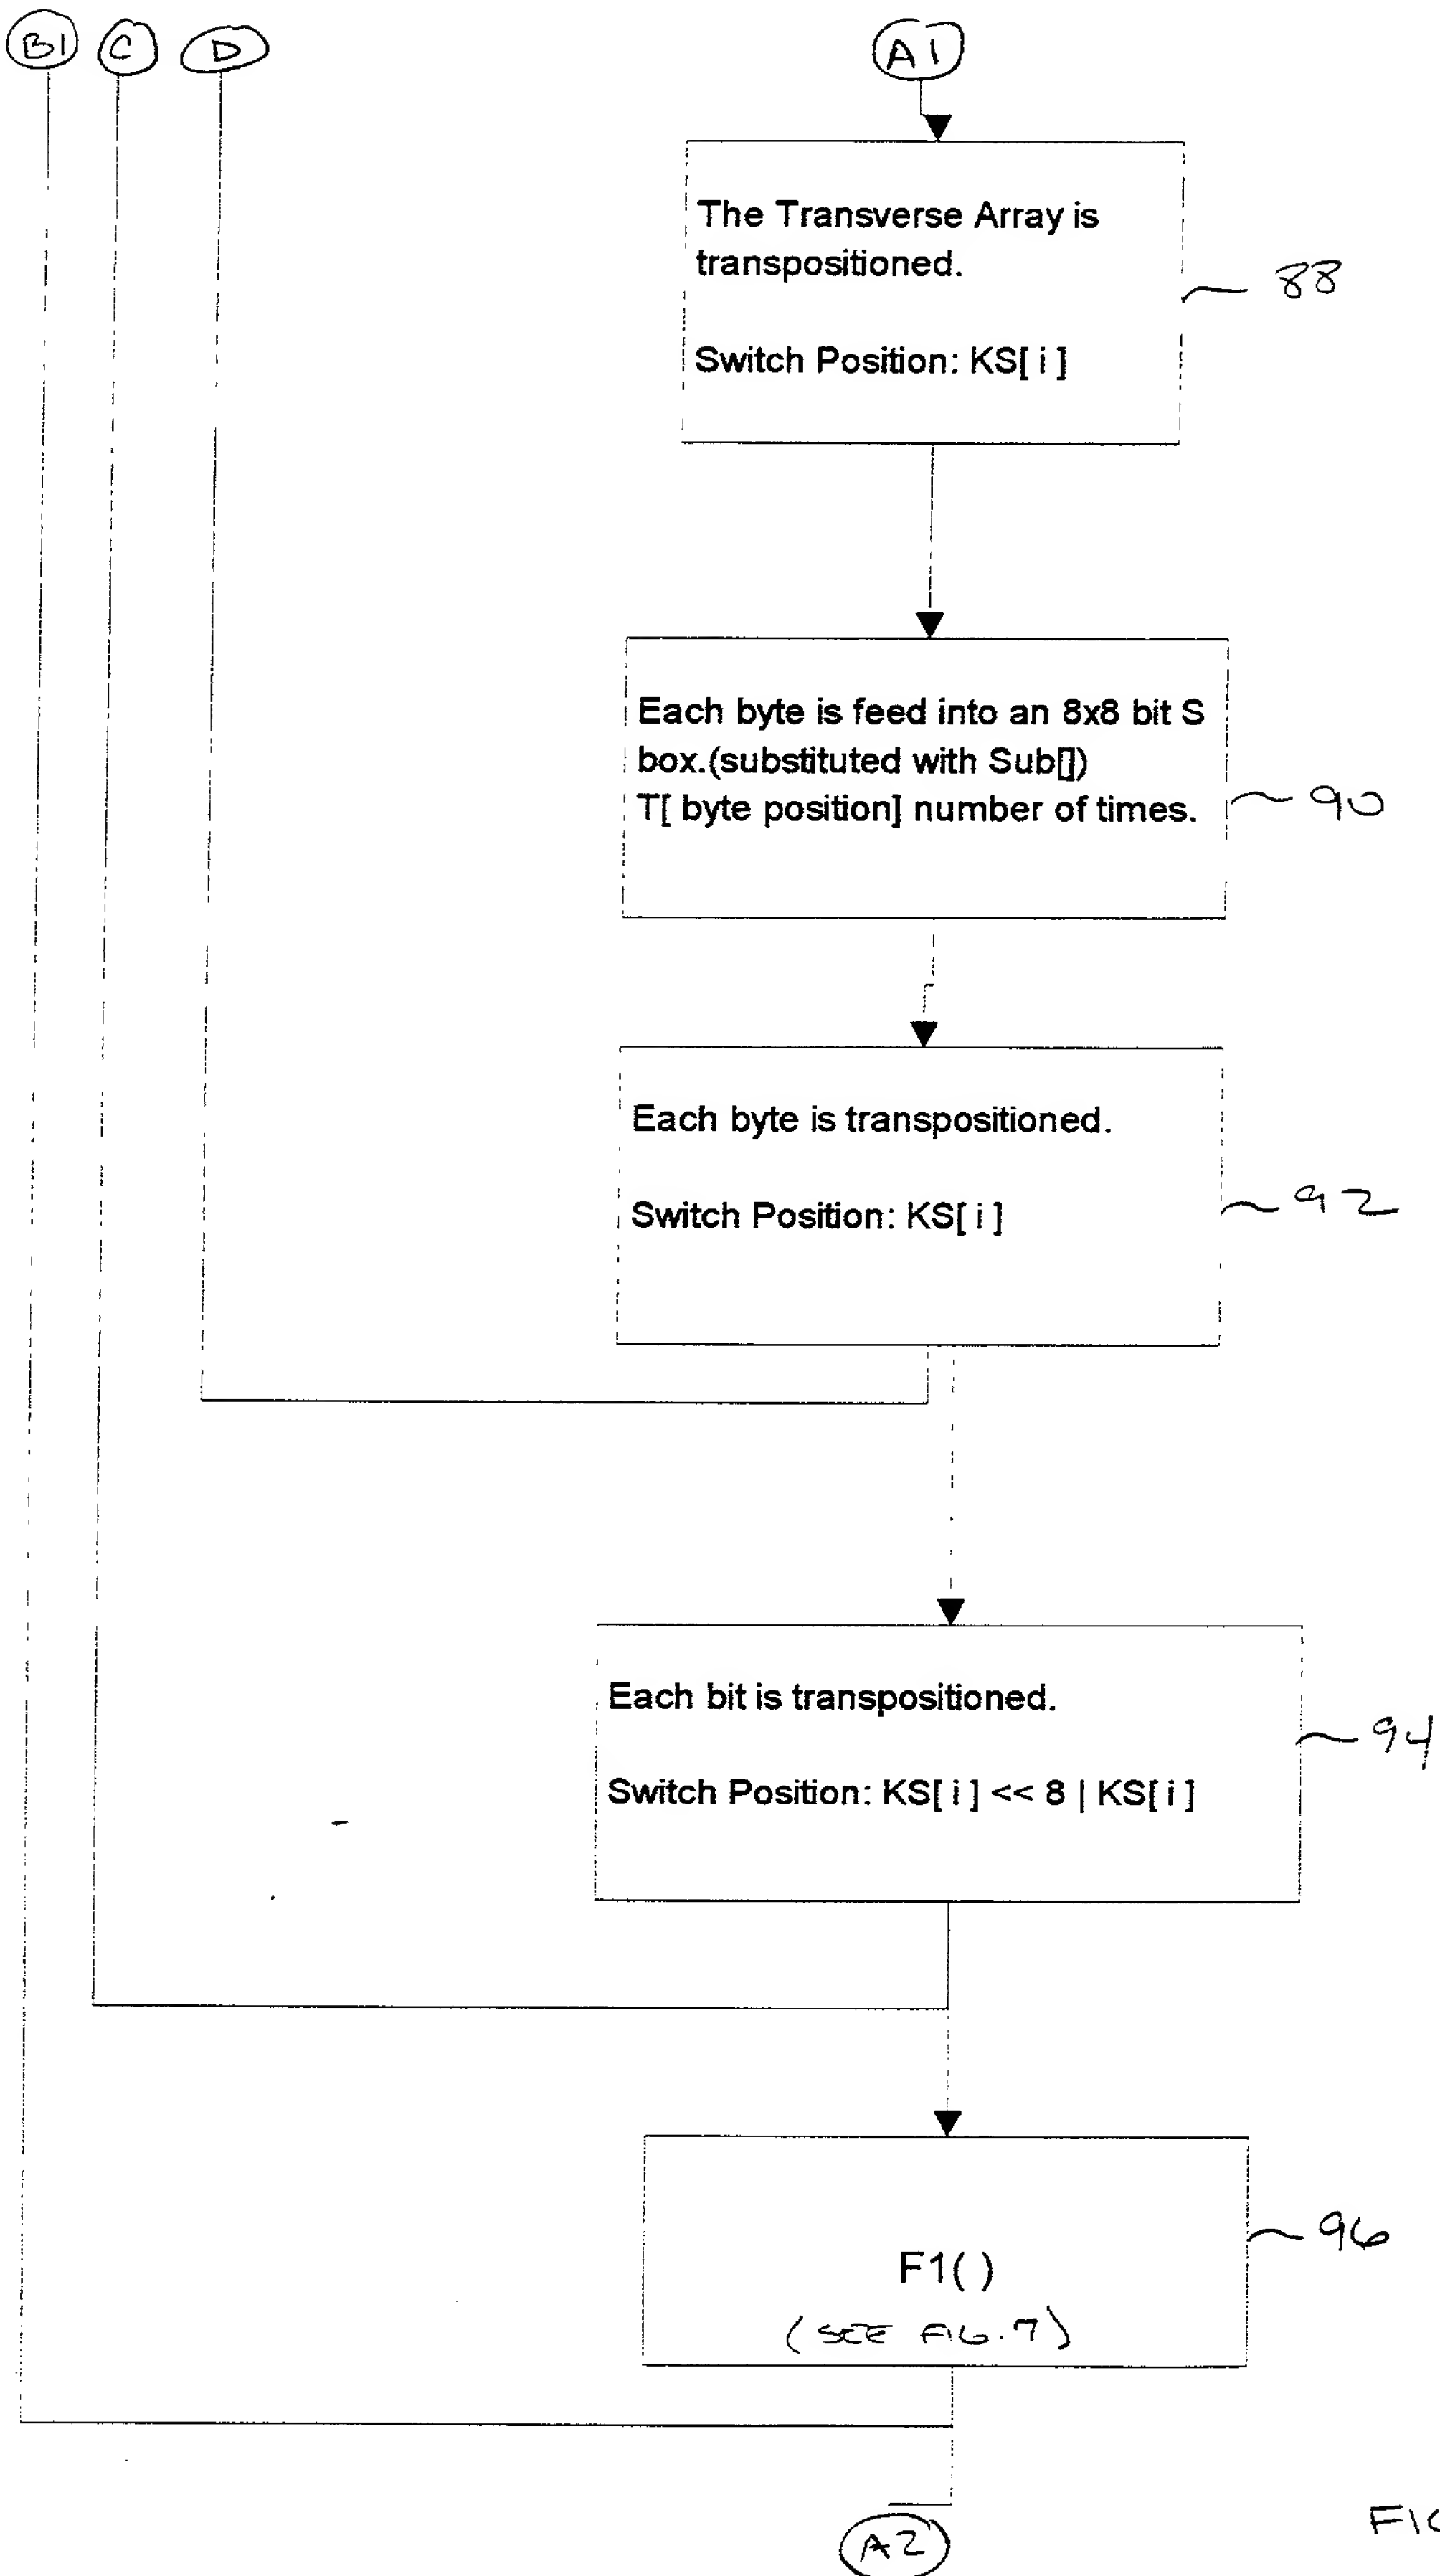 B1 C D A1
The Transverse Array is
transpositioned.
Switch Position: KS[ i ]
88
Each byte is feed into an 8x8 bit S
box.(substituted with Sub[])
T[ byte position] number of times.
90
Each byte is transpositioned.
Switch Position: KS[ i ]
92
Each bit is transpositioned.
Switch Position: KS[ i ] << 8 | KS[ i ]
94
F1( )
(SEE FIG. 7)
96
A2